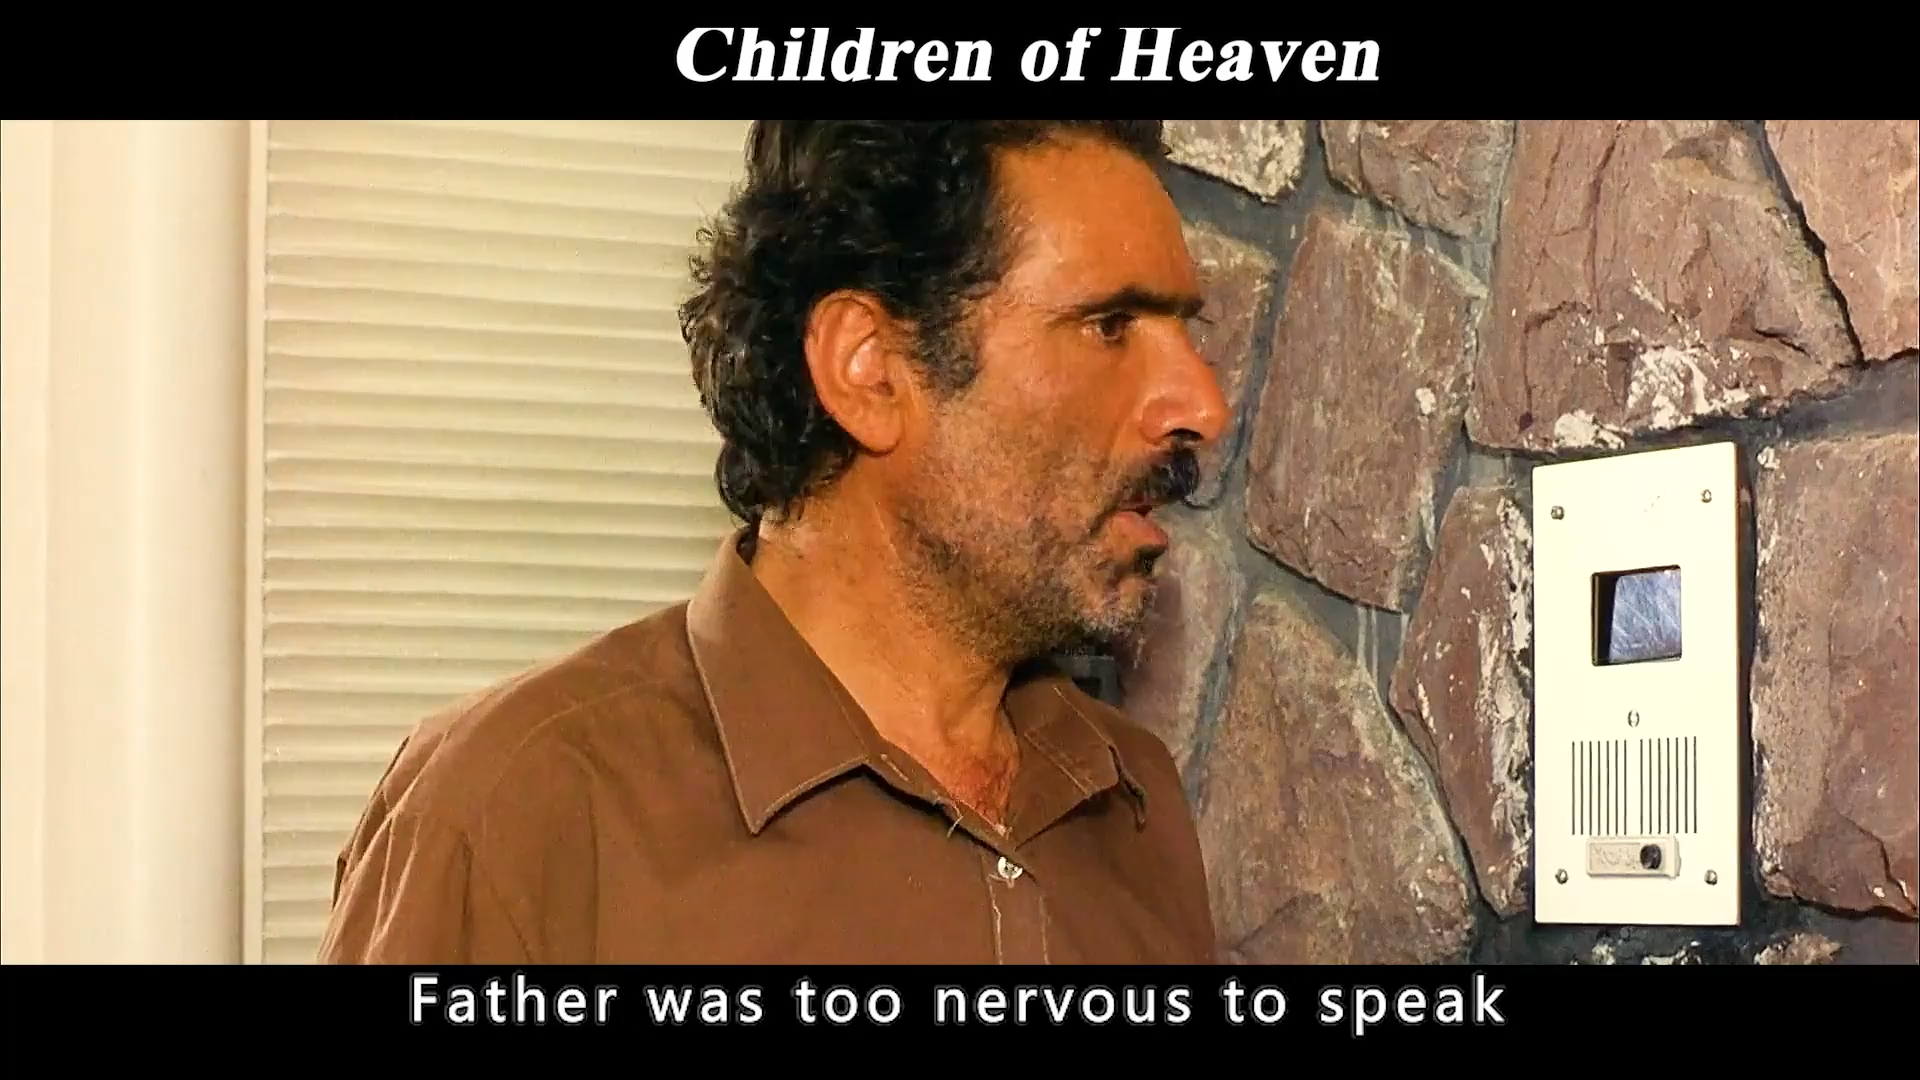 Children of Heaven
Father was too nervous to speak